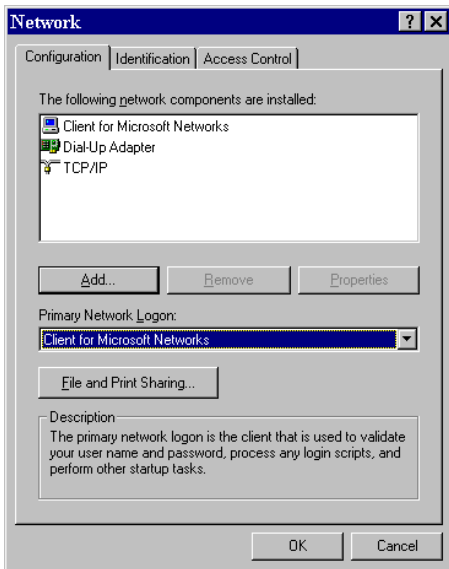 Network
Configuration Identification Access Control
The following network components are installed:
Client for Microsoft Networks
Dial-Up Adapter
TCP/IP
Add... Remove Properties
Primary Network Logon:
Client for Microsoft Networks
File and Print Sharing...
Description
The primary network logon is the client that is used to validate
your user name and password, process any login scripts, and
perform other startup tasks.
OK Cancel